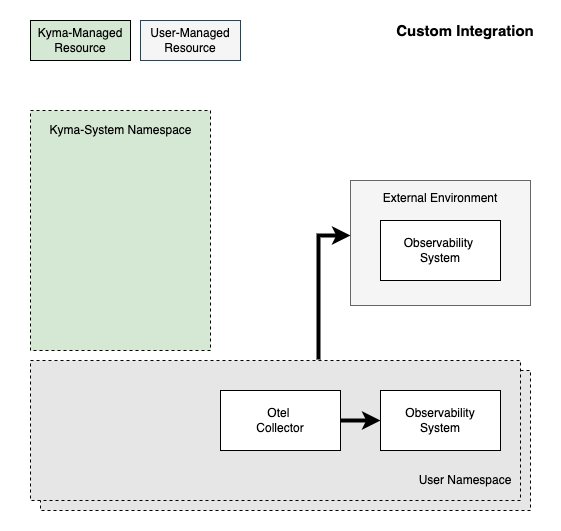 Kyma-Managed
Resource
User-Managed
Resource
Custom Integration
Kyma-System Namespace
External Environment
Observability
System
Otel
Collector
Observability
System
User Namespace